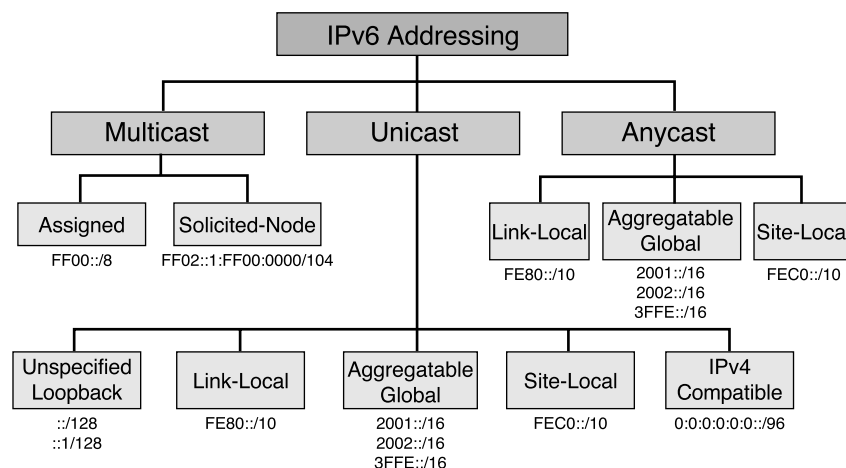 IPv6 Addressing
Multicast
Unicast
Anycast
Assigned
FF00::/8
Solicited-Node
FF02::1:FF00:0000/104
Link-Local
FE80::/10
Aggregatable
Global
2001::/16
2002::/16
3FFE::/16
Site-Local
FEC0::/10
Unspecified
Loopback
::/128
::1/128
Link-Local
FE80::/10
Aggregatable
Global
2001::/16
2002::/16
3FFE::/16
Site-Local
FEC0::/10
IPv4
Compatible
0:0:0:0:0:0::/96